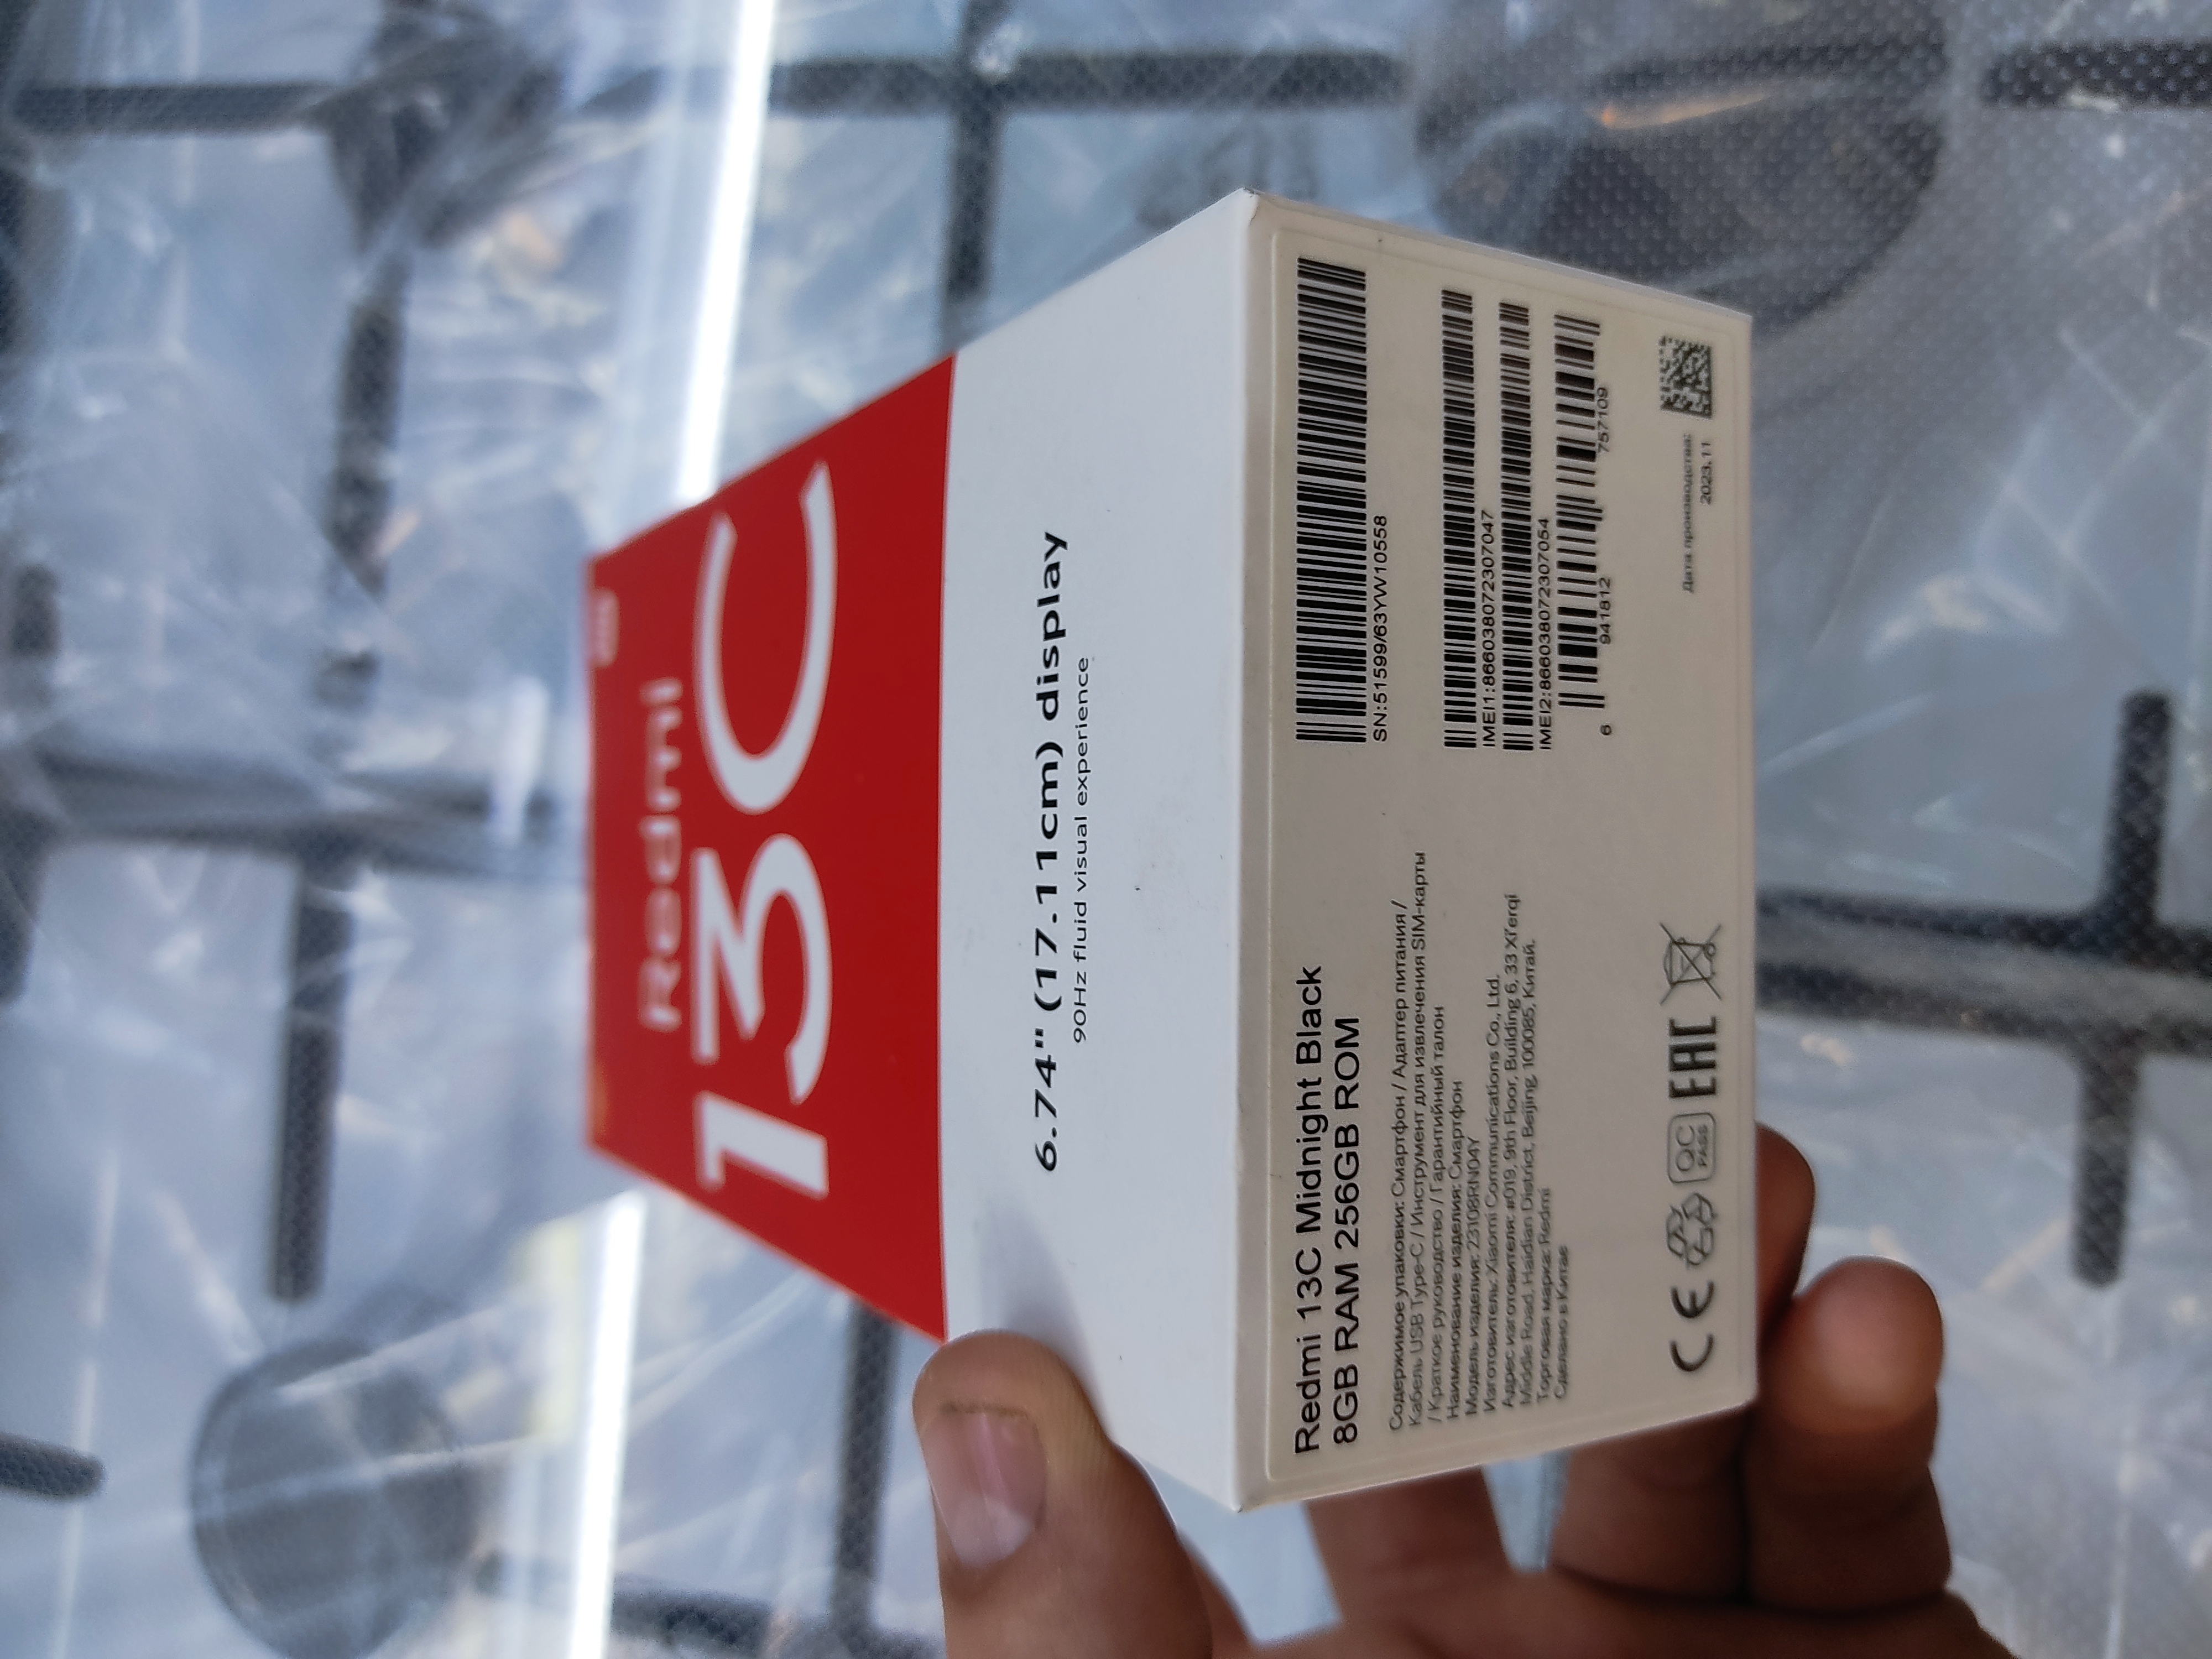 Redmi
13C
6.74" (17.11cm) display
90Hz fluid visual experience
Redmi 13C Midnight Black
8GB RAM 256GB ROM
Содержимое упаковки: Смартфон / Адаптер питания /
Кабель USB Type-C / Инструмент для извлечения SIM-карты
/ Краткое руководство / Гарантийный талон
Наименование изделия: Смартфон
Модель изделия: 23108RN04Y
Изготовитель: Xiaomi Communications Co., Ltd.
Адрес изготовителя: #019, 9th Floor, Building 6, 33 Xi'erqi
Middle Road, Haidian District, Beijing, 100085, Китай.
Торговая марка: Redmi
Сделано в Китае
CE
QC
PASS
EAC
SN:51599/63YW10558
IMEI1:866038072307047
IMEI2:866038072307054
6 941812 757109
Дата производства:
2023.11